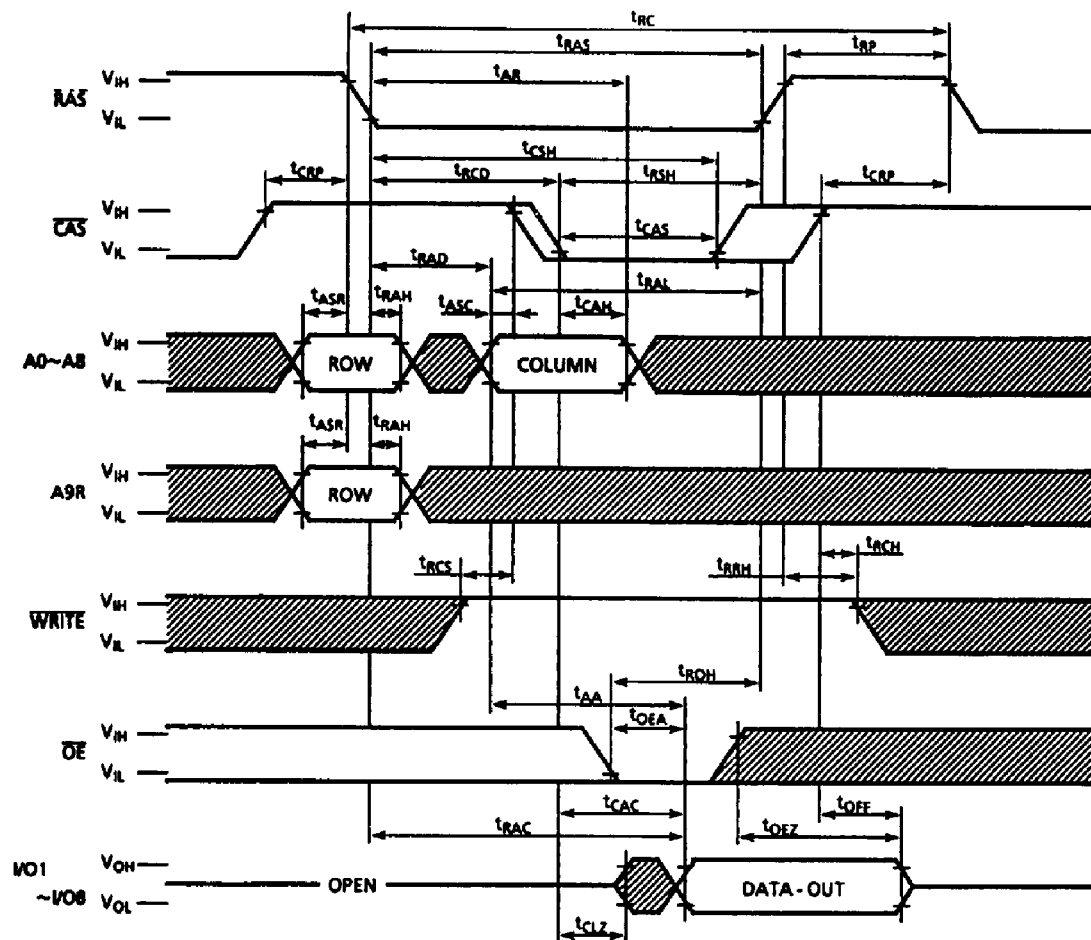 tRC
tRAS tRP
tAR
VIH
RAS
VIL
tCSH
tCRP tRCD tRSH tCRP
VIH
CAS tCAS
VIL
tRAD tRAL
tASR tRAH tASC tCAH
VIH
A0~A8 ROW COLUMN
VIL
tASR tRAH
VIH
A9R ROW
VIL
tRCS tRRH tRCH
VIH
WRITE
VIL
tROH
tAA tOEA
VIH
OE
VIL
tCAC tOFF
tRAC tOEZ
VOH
I/O1 OPEN DATA - OUT
~I/O8 VOL
tCLZ